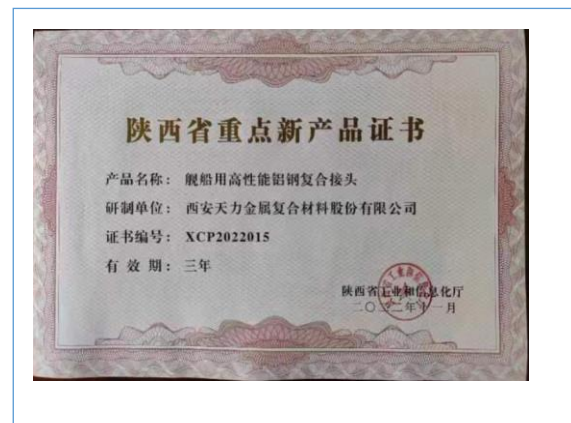 陕西省重点新产品证书
产品名称： 舰船用高性能铝钢复合接头
研制单位： 西安天力金属复合材料股份有限公司
证书编号： XCP2022015
有 效 期： 三年
陕西省工业和信息化厅
二〇二二年十一月